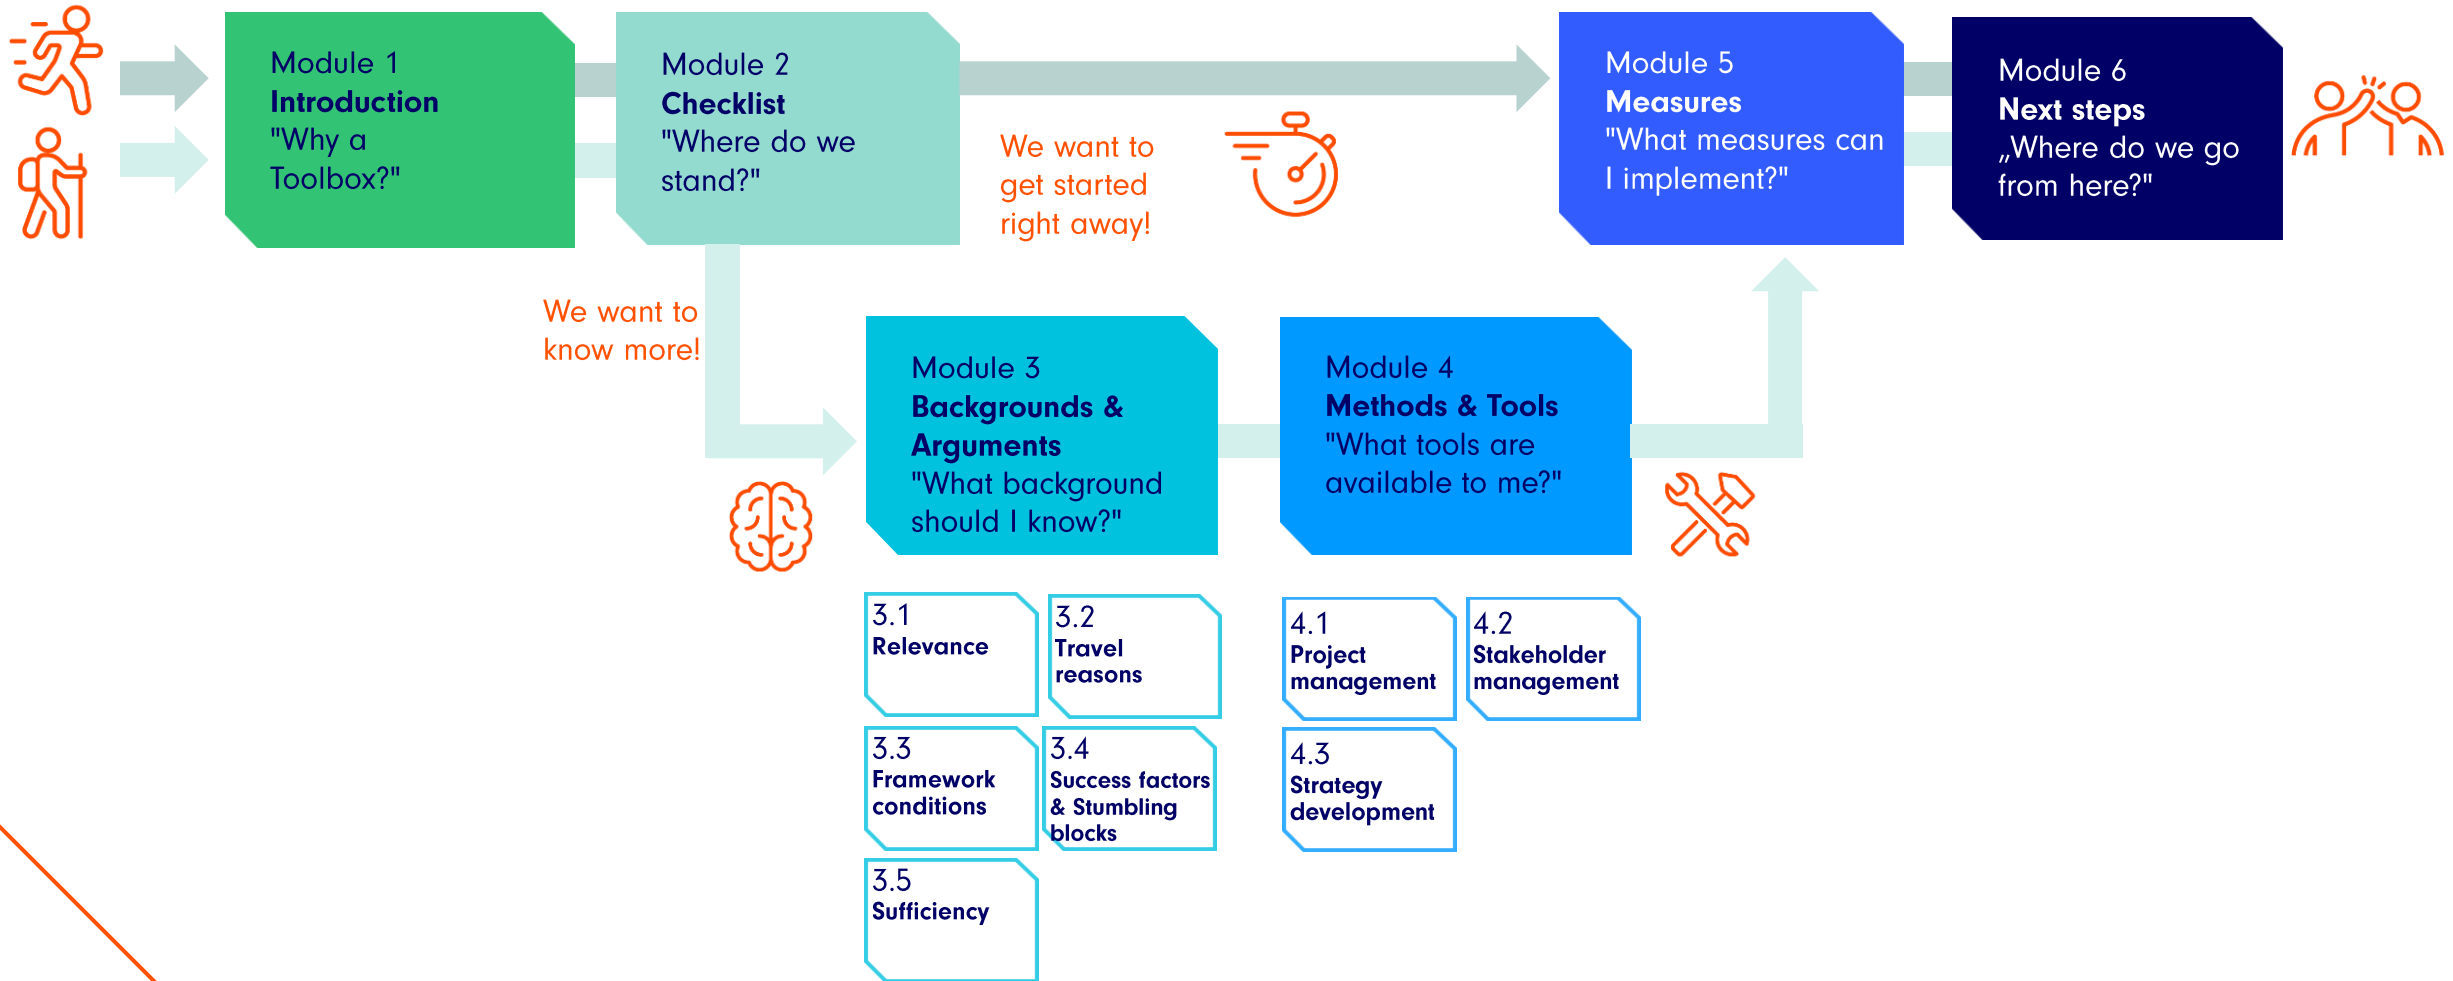 Module 1
Introduction
"Why a
Toolbox?"
Module 2
Checklist
"Where do we
stand?"
We want to
get started
right away!
Module 5
Measures
"What measures can
I implement?"
Module 6
Next steps
„Where do we go
from here?"
We want to
know more!
Module 3
Backgrounds &
Arguments
"What background
should I know?"
Module 4
Methods & Tools
"What tools are
available to me?"
3.1
Relevance
3.2
Travel
reasons
3.3
Framework
conditions
3.4
Success factors
& Stumbling
blocks
3.5
Sufficiency
4.1
Project
management
4.2
Stakeholder
management
4.3
Strategy
development